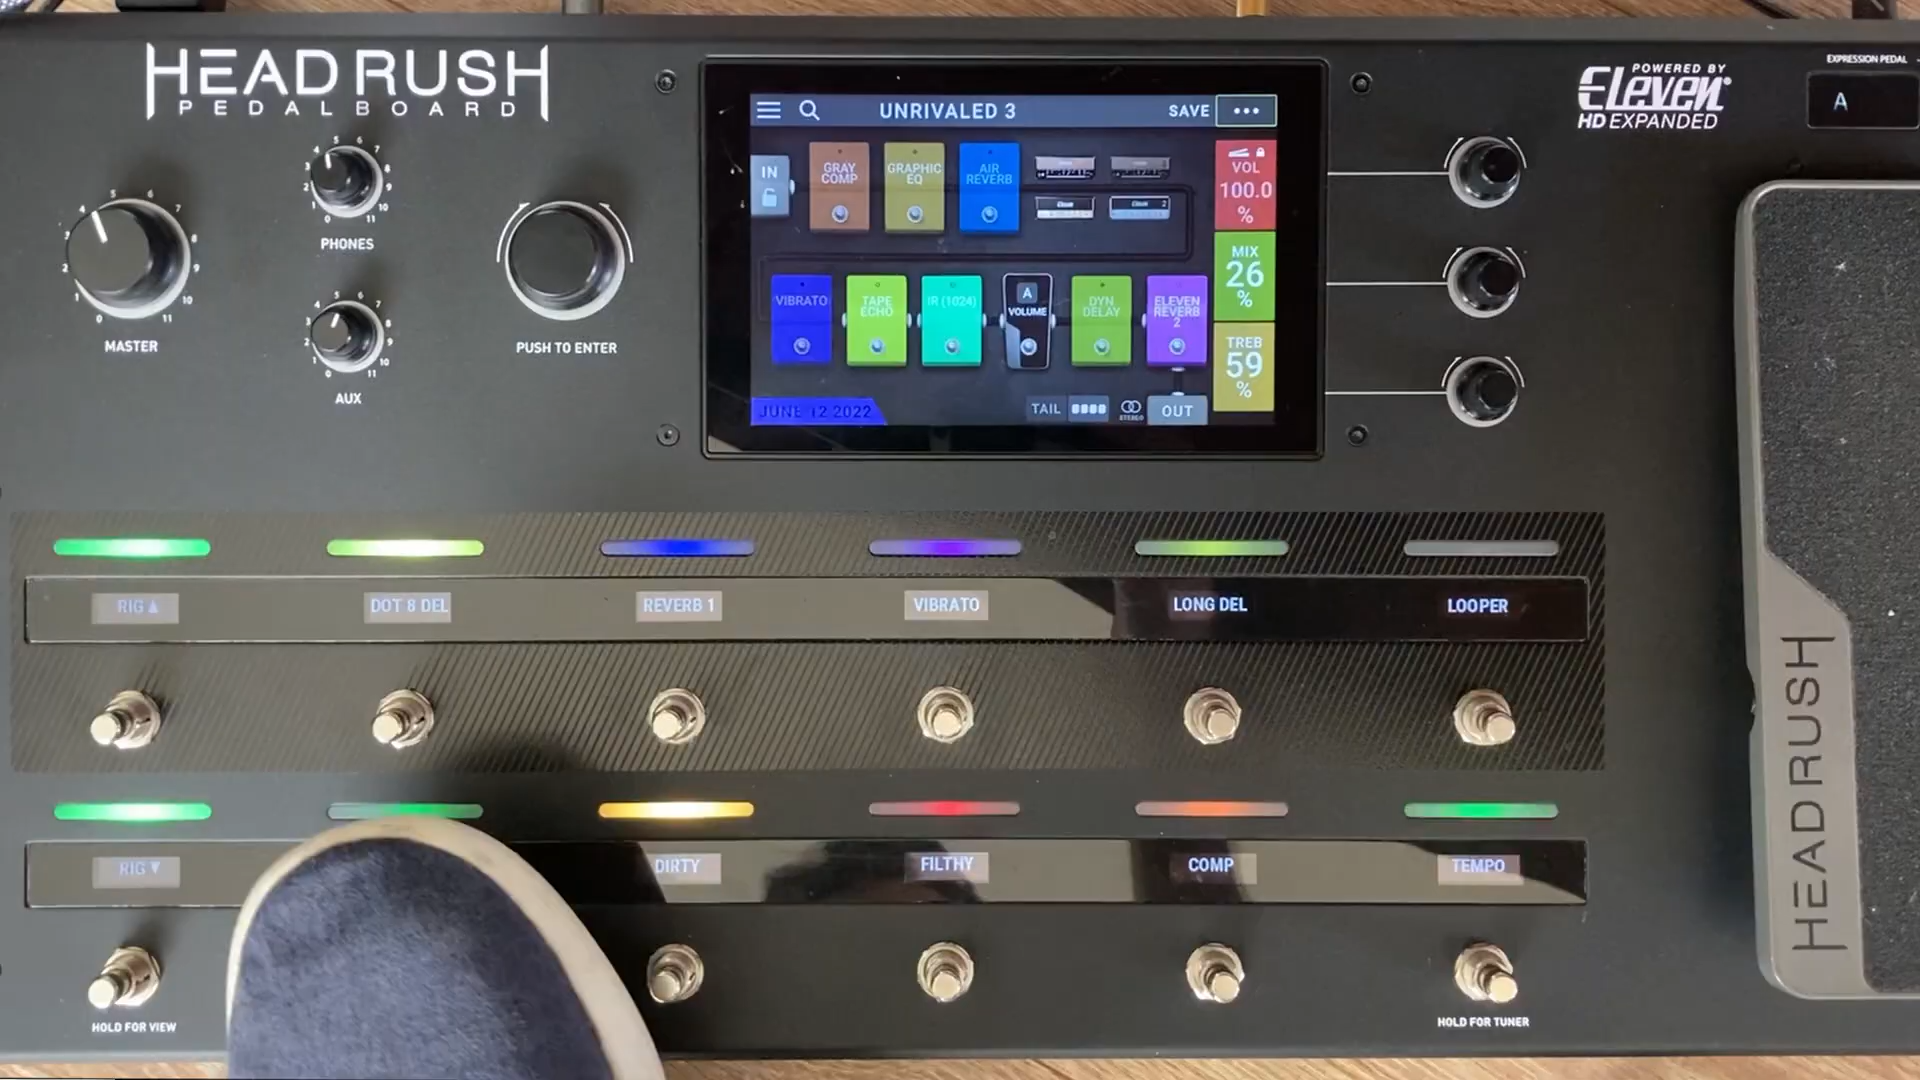 HEADRUSH
PEDALBOARD
MASTER
PHONES
AUX
PUSH TO ENTER
UNRIVALED 3
SAVE
IN
GRAY
COMP
GRAPHIC
EQ
AIR
REVERB
VOL
100.0
%
MIX
26
%
TREB
59
%
VIBRATO
TAPE
ECHO
IR (1024)
A
VOLUME
DYN
DELAY
ELEVEN
REVERB
2
JUNE 12 2022
TAIL
STEREO
OUT
POWERED BY
Eleven
HD EXPANDED
EXPRESSION PEDAL
A
RIG ▲
DOT 8 DEL
REVERB 1
VIBRATO
LONG DEL
LOOPER
RIG ▼
DIRTY
FILTHY
COMP
TEMPO
HOLD FOR VIEW
HOLD FOR TUNER
HEADRUSH